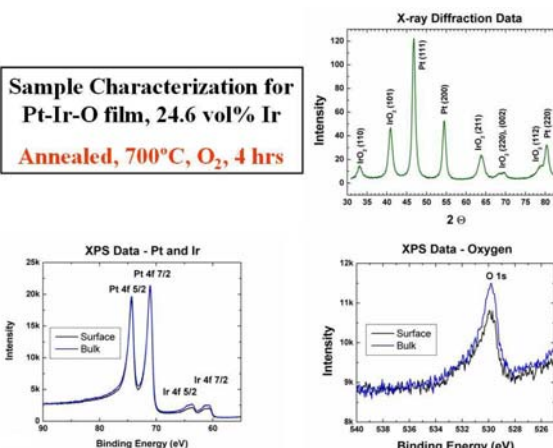 Sample Characterization for
Pt-Ir-O film, 24.6 vol% Ir
Annealed, 700ºC, O₂, 4 hrs
X-ray Diffraction Data
Intensity
120
100
80
60
40
20
0
IrO₂ (110)
IrO₂ (101)
Pt (111)
Pt (200)
IrO₂ (211)
IrO₂ (220), (002)
IrO₂ (112)
Pt (220)
30 35 40 45 50 55 60 65 70 75 80
2 Θ
XPS Data - Pt and Ir
Intensity
25k
20k
15k
10k
5k
0
Pt 4f 7/2
Pt 4f 5/2
Surface
Bulk
Ir 4f 7/2
Ir 4f 5/2
90 80 70 60
Binding Energy (eV)
XPS Data - Oxygen
Intensity
12k
11k
10k
9k
8k
O 1s
Surface
Bulk
540 538 536 534 532 530 528 526
Binding Energy (eV)